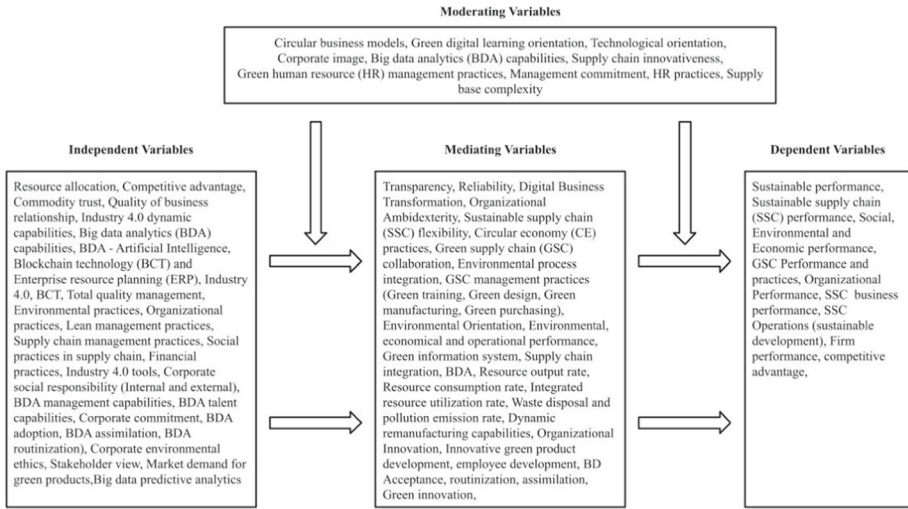 Moderating Variables
Circular business models, Green digital learning orientation, Technological orientation,
Corporate image, Big data analytics (BDA) capabilities, Supply chain innovativeness,
Green human resource (HR) management practices, Management commitment, HR practices, Supply
base complexity
Independent Variables
Resource allocation, Competitive advantage,
Commodity trust, Quality of business
relationship, Industry 4.0 dynamic
capabilities, Big data analytics (BDA)
capabilities, BDA - Artificial Intelligence,
Blockchain technology (BCT) and
Enterprise resource planning (ERP), Industry
4.0, BCT, Total quality management,
Environmental practices, Organizational
practices, Lean management practices,
Supply chain management practices, Social
practices in supply chain, Financial
practices, Industry 4.0 tools, Corporate
social responsibility (Internal and external),
BDA management capabilities, BDA talent
capabilities, Corporate commitment, BDA
adoption, BDA assimilation, BDA
routinization), Corporate environmental
ethics, Stakeholder view, Market demand for
green products,Big data predictive analytics
Mediating Variables
Transparency, Reliability, Digital Business
Transformation, Organizational
Ambidexterity, Sustainable supply chain
(SSC) flexibility, Circular economy (CE)
practices, Green supply chain (GSC)
collaboration, Environmental process
integration, GSC management practices
(Green training, Green design, Green
manufacturing, Green purchasing),
Environmental Orientation, Environmental,
economical and operational performance,
Green information system, Supply chain
integration, BDA, Resource output rate,
Resource consumption rate, Integrated
resource utilization rate, Waste disposal and
pollution emission rate, Dynamic
remanufacturing capabilities, Organizational
Innovation, Innovative green product
development, employee development, BD
Acceptance, routinization, assimilation,
Green innovation,
Dependent Variables
Sustainable performance,
Sustainable supply chain
(SSC) performance, Social,
Environmental and
Economic performance,
GSC Performance and
practices, Organizational
Performance, SSC business
performance, SSC
Operations (sustainable
development), Firm
performance, competitive
advantage,